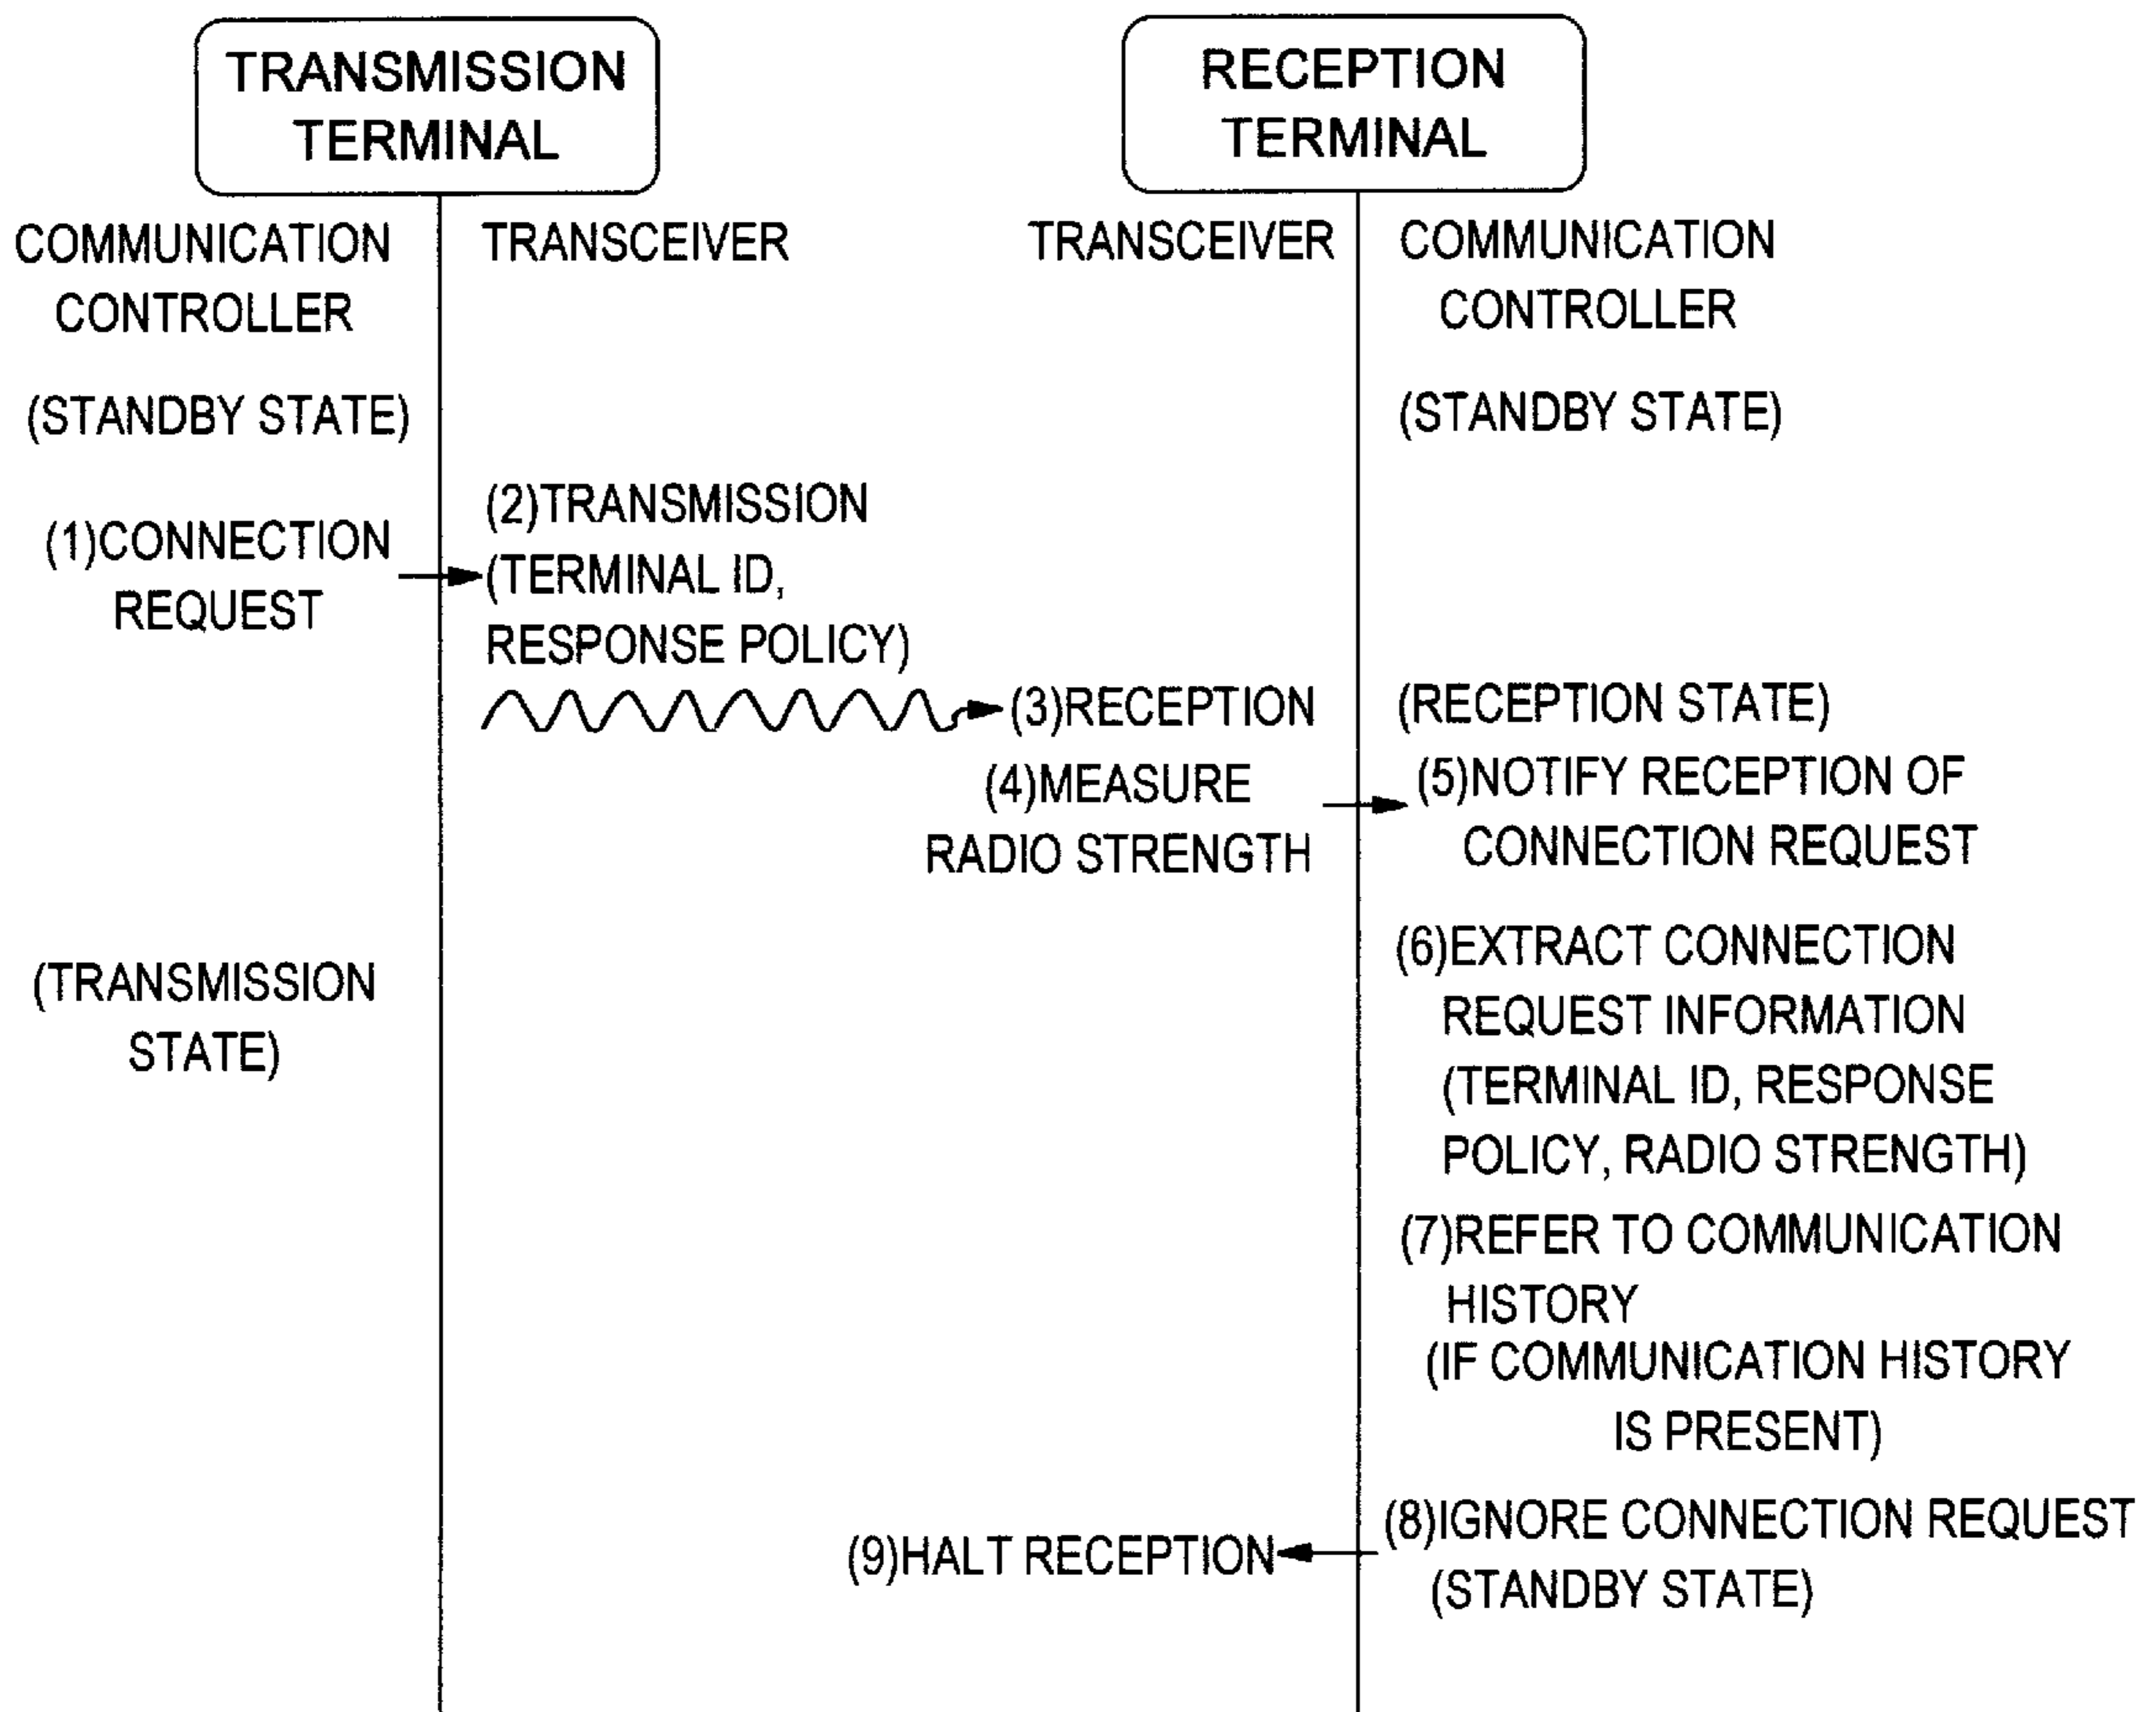 TRANSMISSION
TERMINAL
RECEPTION
TERMINAL
COMMUNICATION
CONTROLLER
TRANSCEIVER
TRANSCEIVER
COMMUNICATION
CONTROLLER
(STANDBY STATE)
(STANDBY STATE)
(1)CONNECTION
REQUEST
(2)TRANSMISSION
(TERMINAL ID,
RESPONSE POLICY)
(3)RECEPTION
(RECEPTION STATE)
(4)MEASURE
RADIO STRENGTH
(5)NOTIFY RECEPTION OF
CONNECTION REQUEST
(TRANSMISSION
STATE)
(6)EXTRACT CONNECTION
REQUEST INFORMATION
(TERMINAL ID, RESPONSE
POLICY, RADIO STRENGTH)
(7)REFER TO COMMUNICATION
HISTORY
(IF COMMUNICATION HISTORY
IS PRESENT)
(8)IGNORE CONNECTION REQUEST
(STANDBY STATE)
(9)HALT RECEPTION